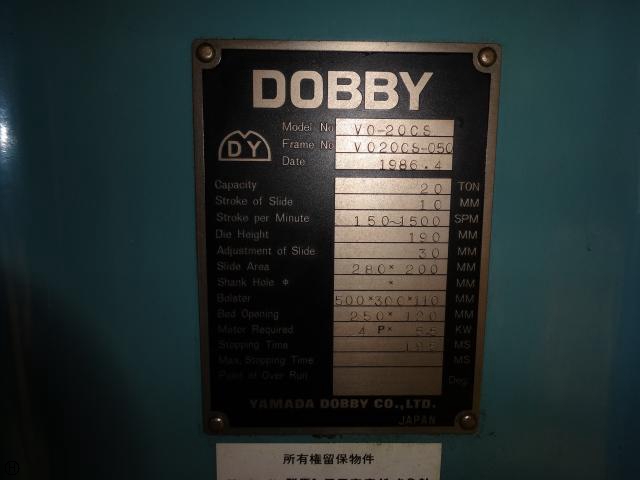 DOBBY
DY
Model No VO-20CS
Frame No VO20CS-050
Date 1986.4
Capacity 20 TON
Stroke of Slide 10 MM
Stroke per Minute 150~1500 SPM
Die Height 190 MM
Adjustment of Slide 30 MM
Slide Area 280* 200 MM
Shank Hole Φ * MM
Bolster 500*300*110 MM
Bed Opening 250* 120 MM
Motor Required 4 P* 5.5 KW
Stopping Time 195 MS
Max. Stopping Time MS
Point of Over Run Deg.
YAMADA DOBBY CO.,LTD.
JAPAN
所有権留保物件